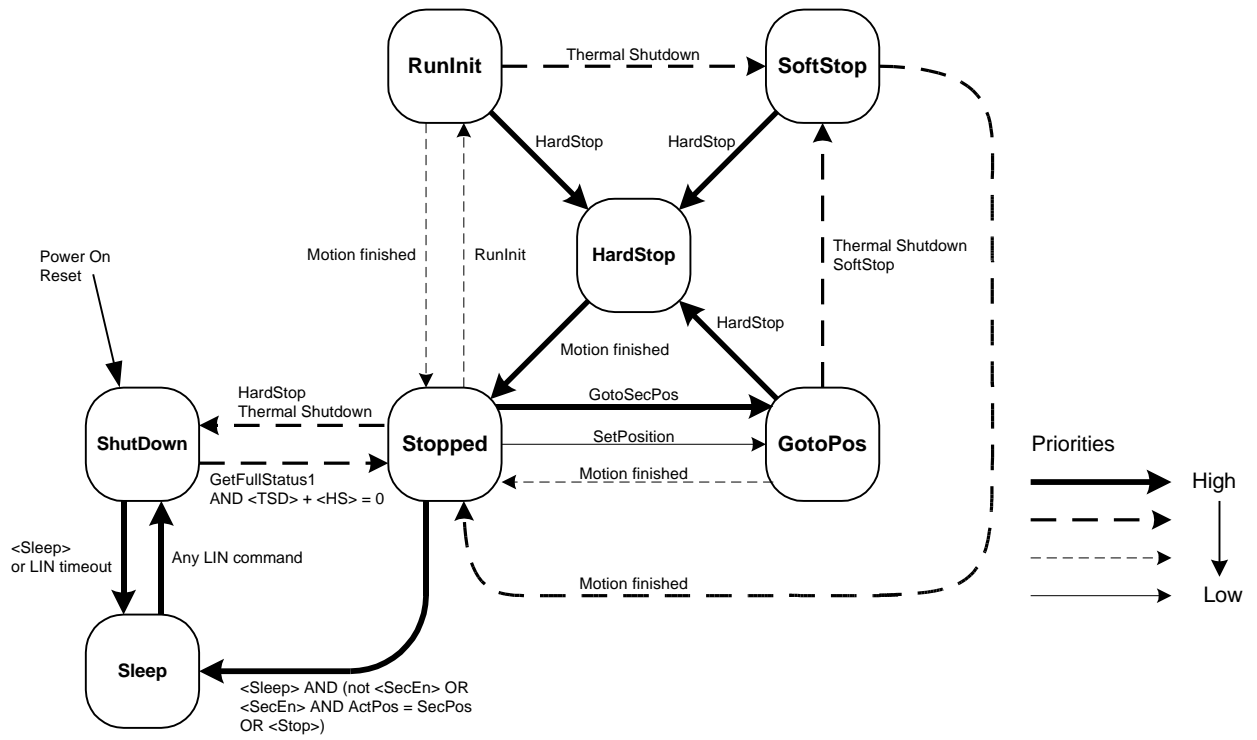 RunInit
Thermal Shutdown
SoftStop
HardStop
HardStop
HardStop
Motion finished
RunInit
Thermal Shutdown
SoftStop
Power On
Reset
HardStop
Motion finished
HardStop
Thermal Shutdown
GotoSecPos
ShutDown
Stopped
SetPosition
GotoPos
Motion finished
GetFullStatus1
AND <TSD> + <HS> = 0
Priorities
High
Low
<Sleep>
or LIN timeout
Any LIN command
Motion finished
Sleep
<Sleep> AND (not <SecEn> OR
<SecEn> AND ActPos = SecPos
OR <Stop>)